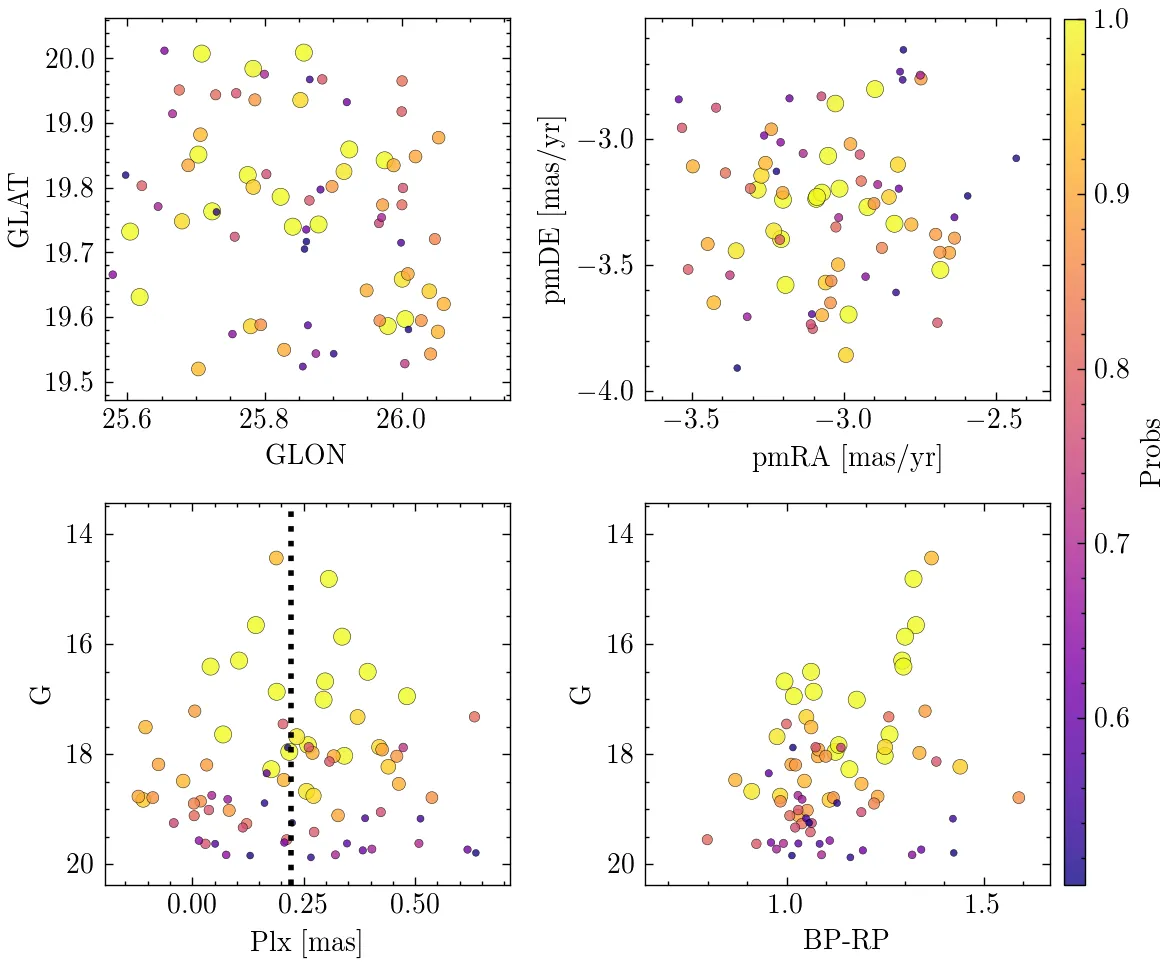 20.0
19.9
19.8
19.7
19.6
19.5
GLAT
25.6 25.8 26.0
GLON
−3.0
−3.5
−4.0
pmDE [mas/yr]
−3.5 −3.0 −2.5
pmRA [mas/yr]
1.0
0.9
0.8
0.7
0.6
Probs
14
16
18
20
G
0.00 0.25 0.50
Plx [mas]
14
16
18
20
G
1.0 1.5
BP-RP